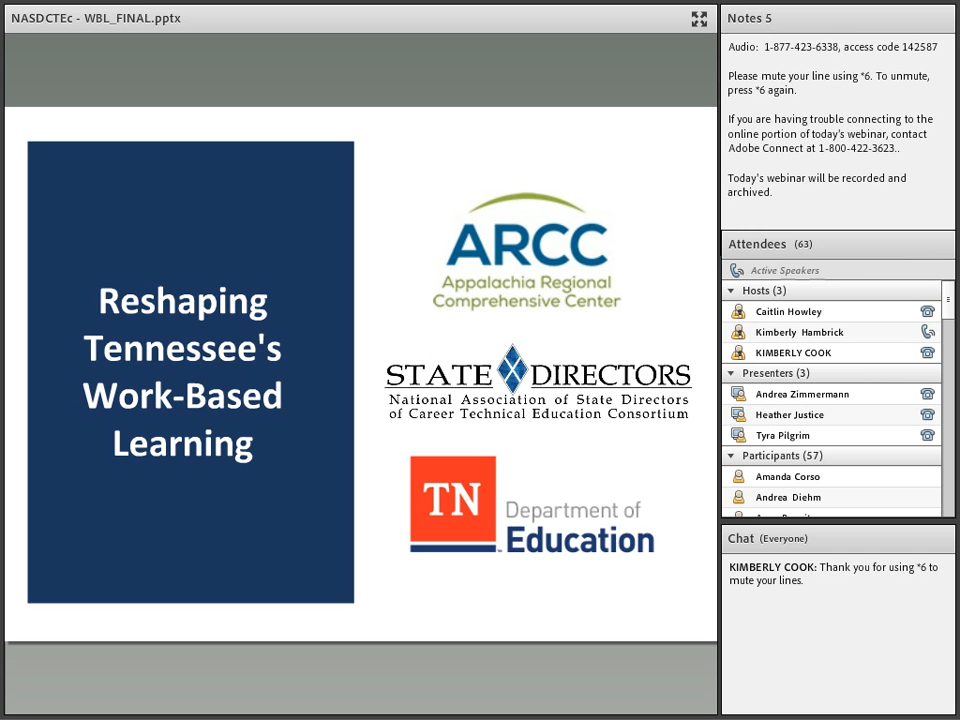 NASDCTEc - WBL_FINAL.pptx
Reshaping
Tennessee's
Work-Based
Learning
ARCC
Appalachia Regional
Comprehensive Center
STATE DIRECTORS
National Association of State Directors
of Career Technical Education Consortium
TN
Department of
Education
Notes 5
Audio: 1-877-423-6338, access code 142587
Please mute your line using *6. To unmute,
press *6 again.
If you are having trouble connecting to the
online portion of today's webinar, contact
Adobe Connect at 1-800-422-3623..
Today's webinar will be recorded and
archived.
Attendees (63)
Active Speakers
Hosts (3)
Caitlin Howley
Kimberly Hambrick
KIMBERLY COOK
Presenters (3)
Andrea Zimmermann
Heather Justice
Tyra Pilgrim
Participants (57)
Amanda Corso
Andrea Diehm
Chat (Everyone)
KIMBERLY COOK: Thank you for using *6 to
mute your lines.